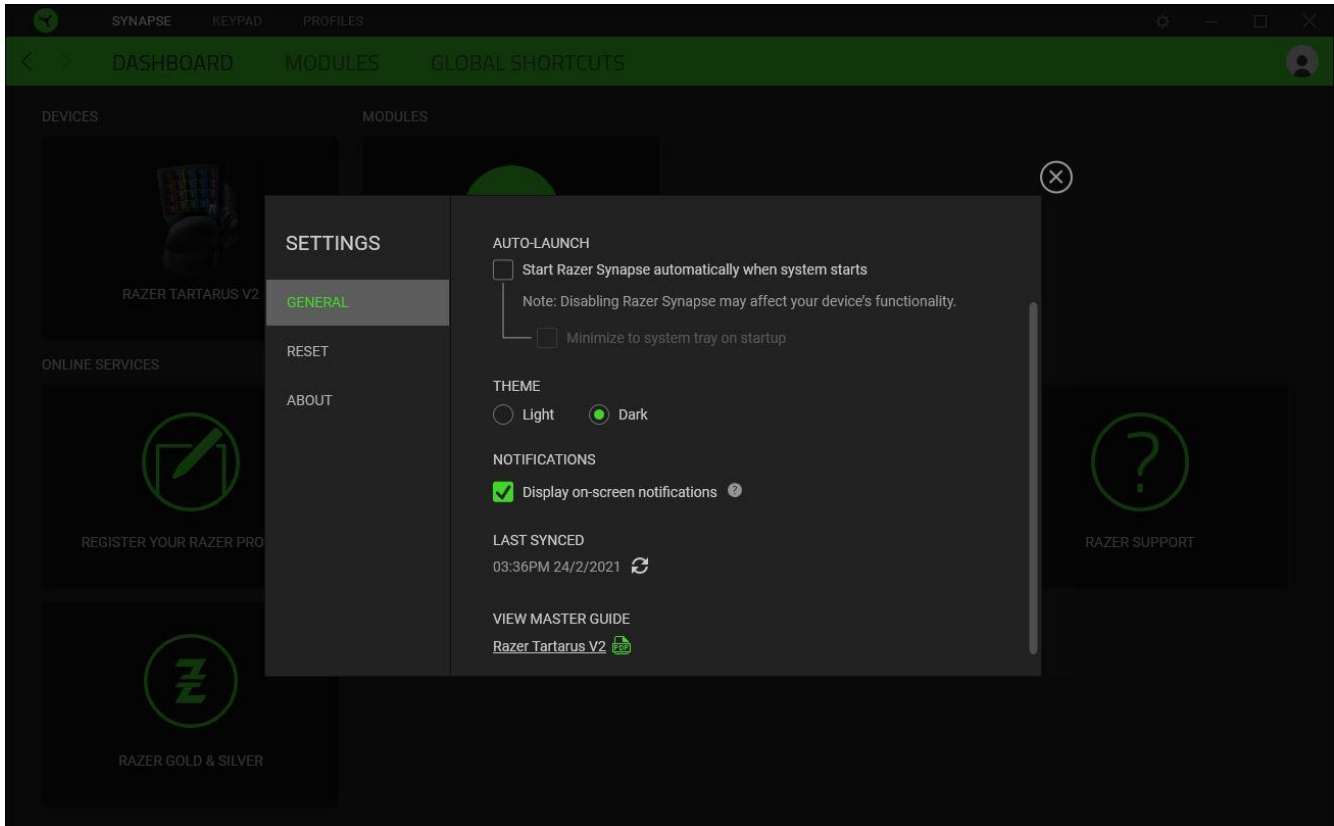 SYNAPSE KEYPAD PROFILES
DASHBOARD MODULES GLOBAL SHORTCUTS
DEVICES MODULES
RAZER TARTARUS V2
ONLINE SERVICES
REGISTER YOUR RAZER PRO
RAZER GOLD & SILVER
RAZER SUPPORT
SETTINGS
GENERAL
RESET
ABOUT
AUTO-LAUNCH
Start Razer Synapse automatically when system starts
Note: Disabling Razer Synapse may affect your device's functionality.
Minimize to system tray on startup
THEME
Light Dark
NOTIFICATIONS
Display on-screen notifications ?
LAST SYNCED
03:36PM 24/2/2021
VIEW MASTER GUIDE
Razer Tartarus V2 PDF